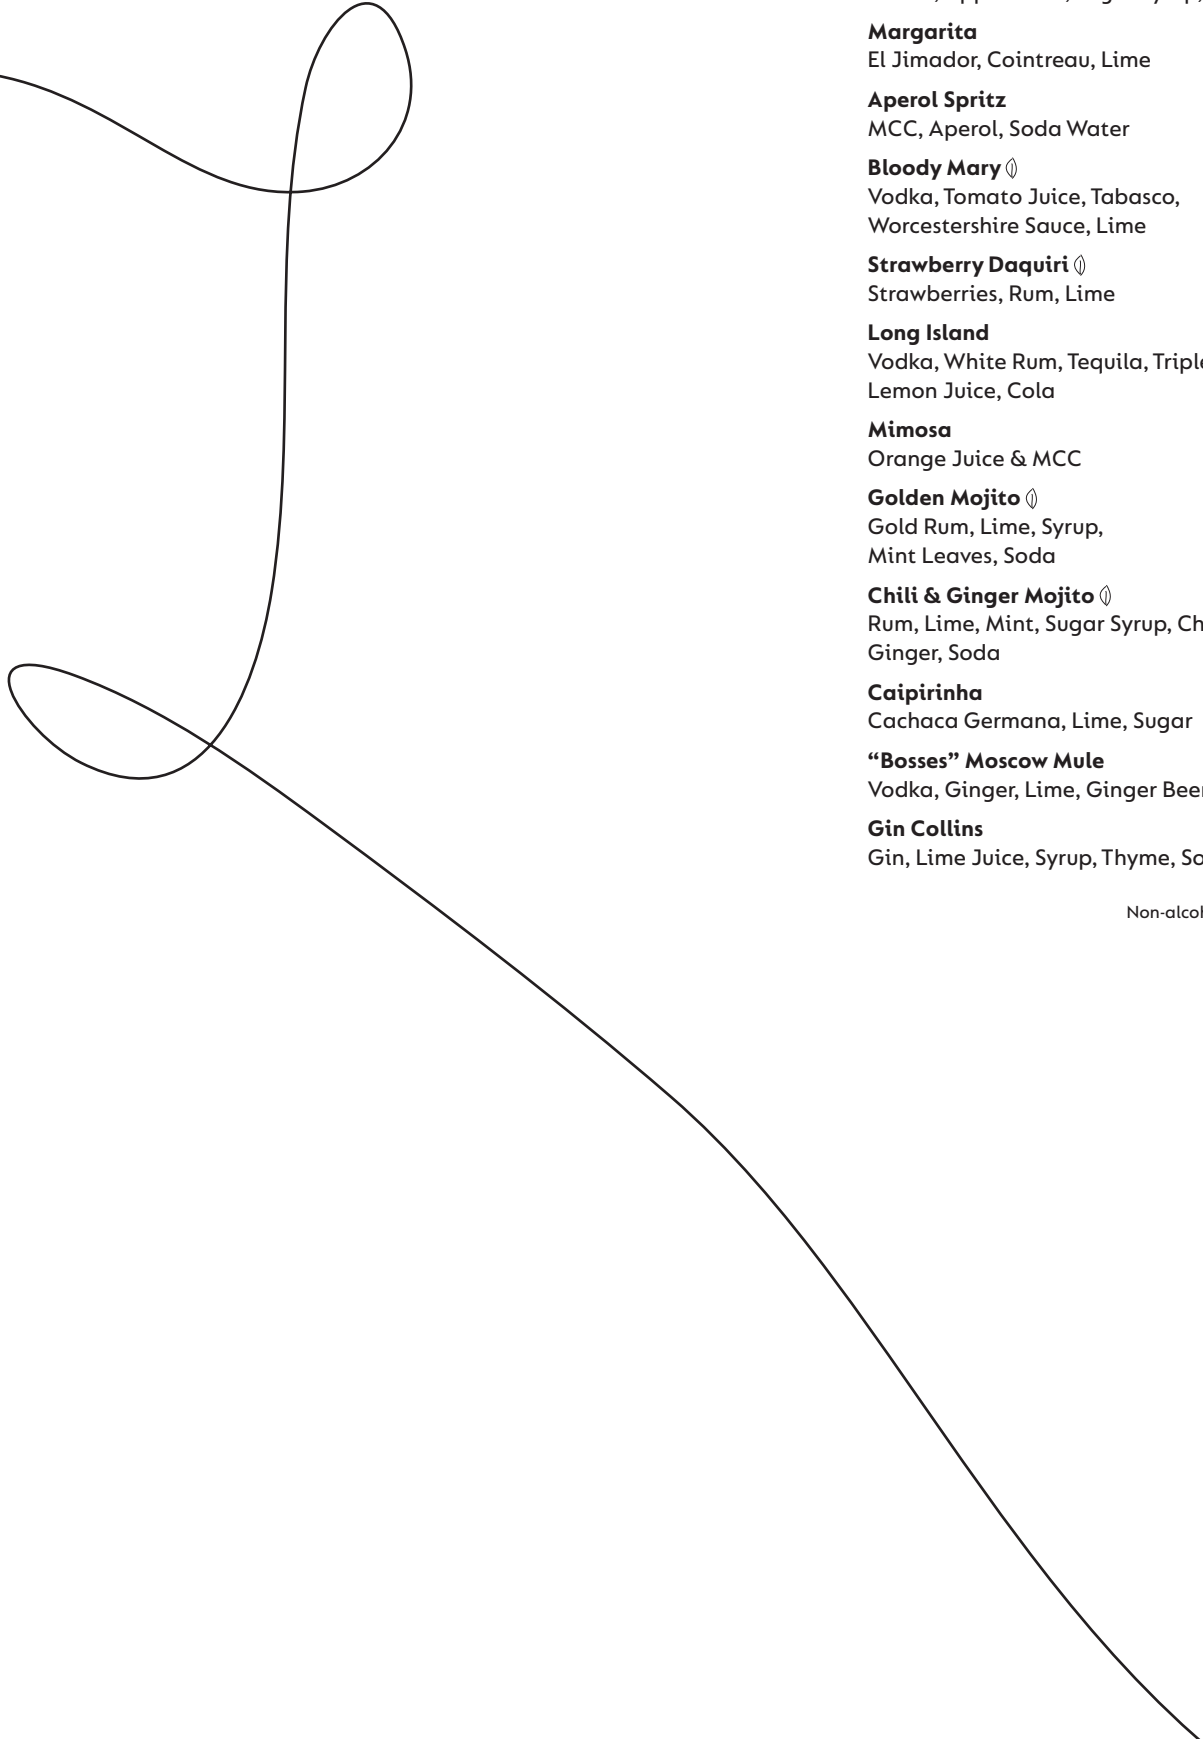 Margarita
El Jimador, Cointreau, Lime
Aperol Spritz
MCC, Aperol, Soda Water
Bloody Mary
Vodka, Tomato Juice, Tabasco,
Worcestershire Sauce, Lime
Strawberry Daquiri
Strawberries, Rum, Lime
Long Island
Vodka, White Rum, Tequila, Triple
Lemon Juice, Cola
Mimosa
Orange Juice & MCC
Golden Mojito
Gold Rum, Lime, Syrup,
Mint Leaves, Soda
Chili & Ginger Mojito
Rum, Lime, Mint, Sugar Syrup,
Ginger, Soda
Caipirinha
Cachaca Germana, Lime, Sugar
“Bosses” Moscow Mule
Vodka, Ginger, Lime, Ginger Beer
Gin Collins
Gin, Lime Juice, Syrup, Thyme,